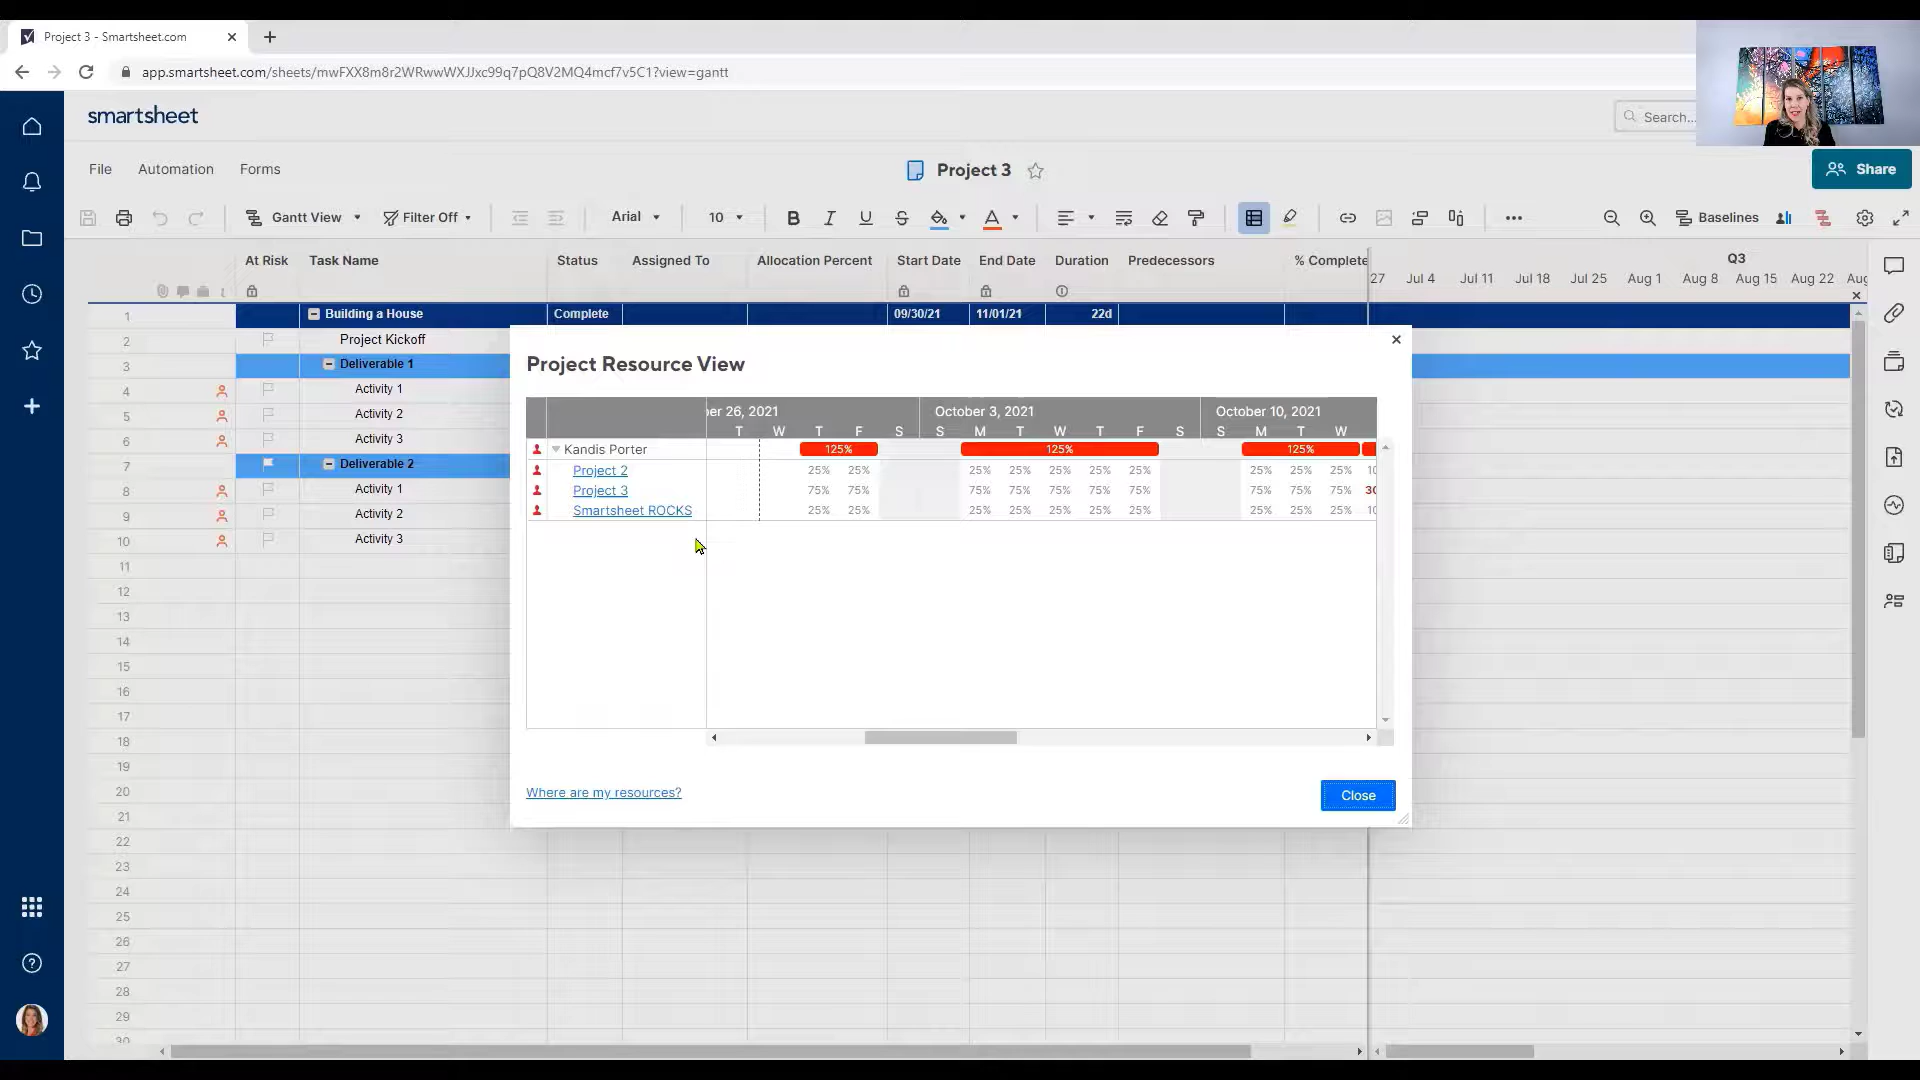 Project 3 - Smartsheet.com
app.smartsheet.com/sheets/mwFXX8m8r2WRwwWXJJxc99q7pQ8V2MQ4mcf7v5C1?view=gantt
smartsheet
Search...
File Automation Forms
Project 3
Share
Gantt View Filter Off Arial 10 B I U S A Baselines
At Risk Task Name Status Assigned To Allocation Percent Start Date End Date Duration Predecessors % Complete
Q3
27 Jul 4 Jul 11 Jul 18 Jul 25 Aug 1 Aug 8 Aug 15 Aug 22
1 Building a House Complete 09/30/21 11/01/21 22d
2 Project Kickoff
3 Deliverable 1
4 Activity 1
5 Activity 2
6 Activity 3
7 Deliverable 2
8 Activity 1
9 Activity 2
10 Activity 3
11
12
13
14
15
16
17
18
19
20
21
22
23
24
25
26
27
28
29
30
Project Resource View
er 26, 2021 October 3, 2021 October 10, 2021
T W T F S S M T W T F S S M T W
Kandis Porter 125% 125% 125%
Project 2 25% 25% 25% 25% 25% 25% 25% 25% 25% 25% 10
Project 3 75% 75% 75% 75% 75% 75% 75% 75% 75% 75% 30
Smartsheet ROCKS 25% 25% 25% 25% 25% 25% 25% 25% 25% 25% 10
Where are my resources?
Close